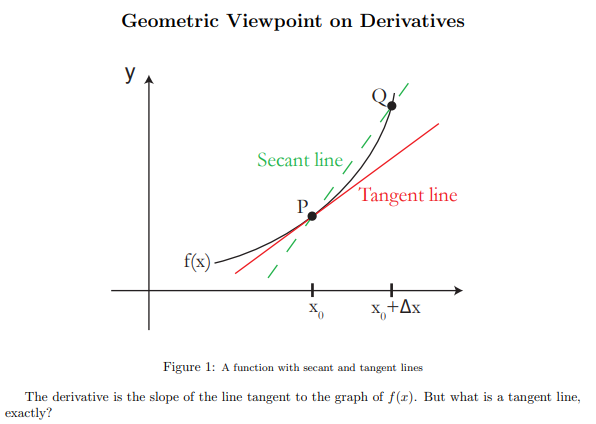 Geometric Viewpoint on Derivatives
y
Q
Secant line
P
Tangent line
f(x)
x₀
x₀+Δx
Figure 1: A function with secant and tangent lines
The derivative is the slope of the line tangent to the graph of f(x). But what is a tangent line,
exactly?